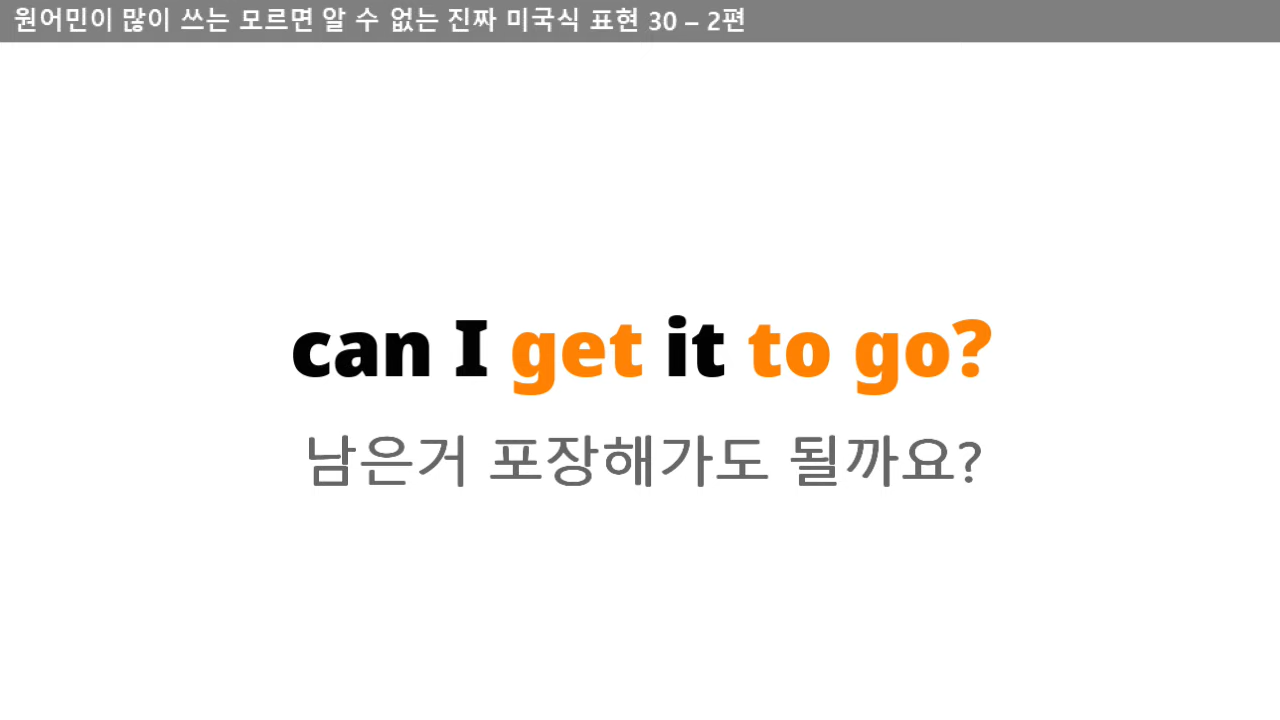 원어민이 많이 쓰는 모르면 알 수 없는 진짜 미국식 표현 30 – 2편
can I get it to go?
남은거 포장해가도 될까요?